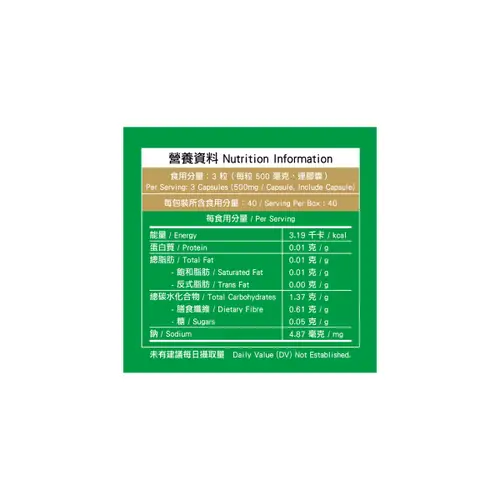 營養資料 Nutrition Information
食用分量：3 粒（每粒 500 毫克，連膠囊）
Per Serving: 3 Capsules (500mg / Capsule, Include Capsule)
每包裝所含食用分量：40 / Serving Per Box：40
每食用分量 / Per Serving
能量 / Energy 3.19 千卡 / kcal
蛋白質 / Protein 0.01 克 / g
總脂肪 / Total Fat 0.01 克 / g
- 飽和脂肪 / Saturated Fat 0.01 克 / g
- 反式脂肪 / Trans Fat 0.00 克 / g
總碳水化合物 / Total Carbohydrates 1.37 克 / g
- 膳食纖維 / Dietary Fibre 0.61 克 / g
- 糖 / Sugars 0.05 克 / g
鈉 / Sodium 4.87 毫克 / mg
未有建議每日攝取量 Daily Value (DV) Not Established.